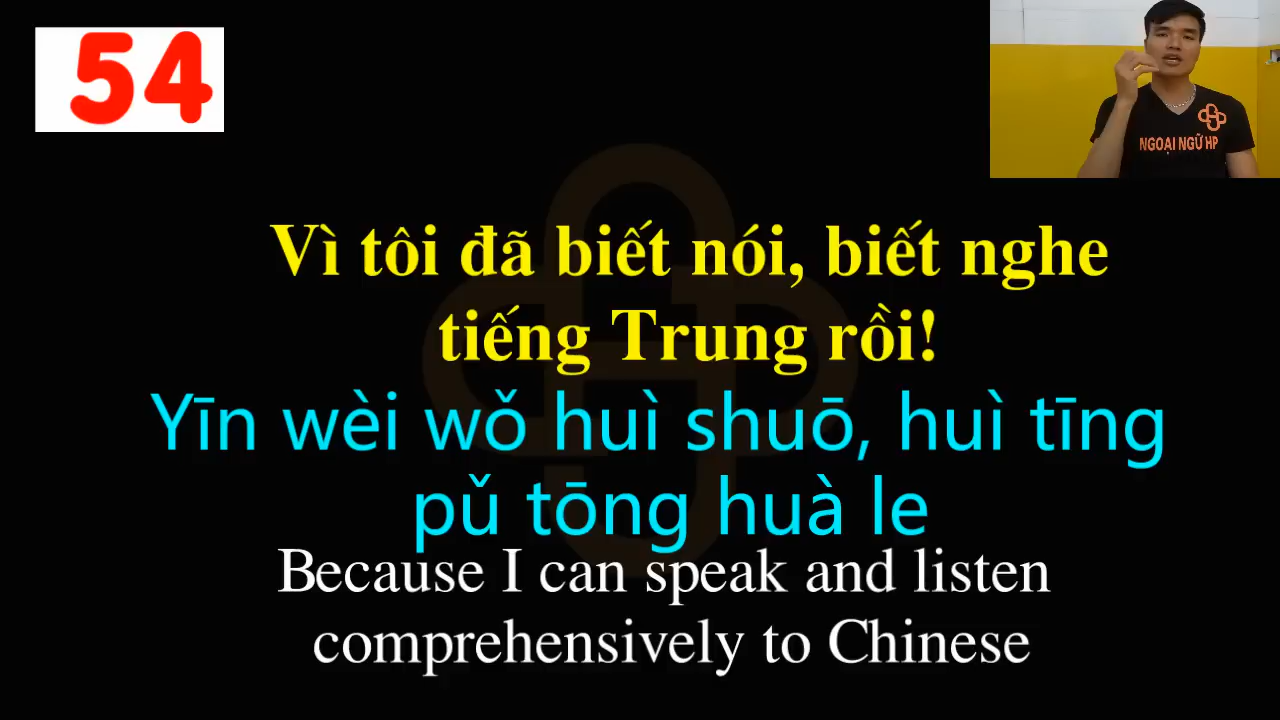 54
NGOẠI NGỮ HP
Vì tôi đã biết nói, biết nghe
tiếng Trung rồi!
Yīn wèi wǒ huì shuō, huì tīng
pǔ tōng huà le
Because I can speak and listen
comprehensively to Chinese